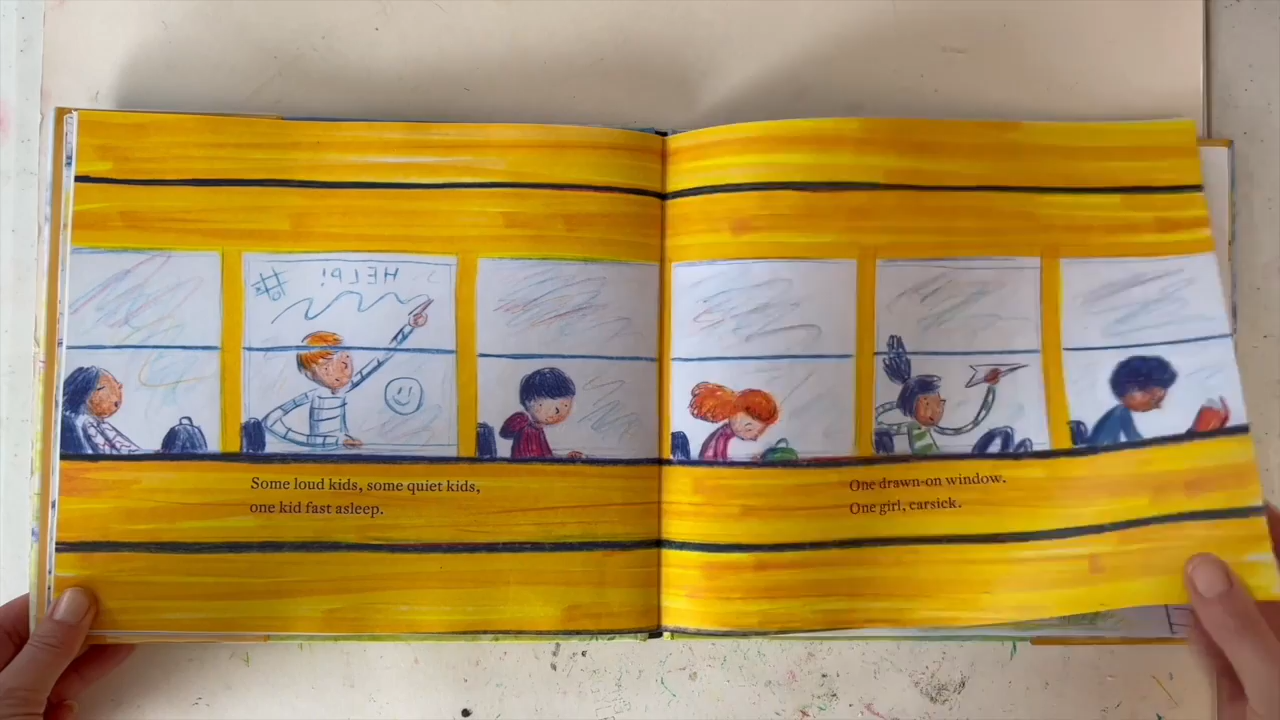 HELP!
Some loud kids, some quiet kids,
one kid fast asleep.
One drawn-on window.
One girl, carsick.